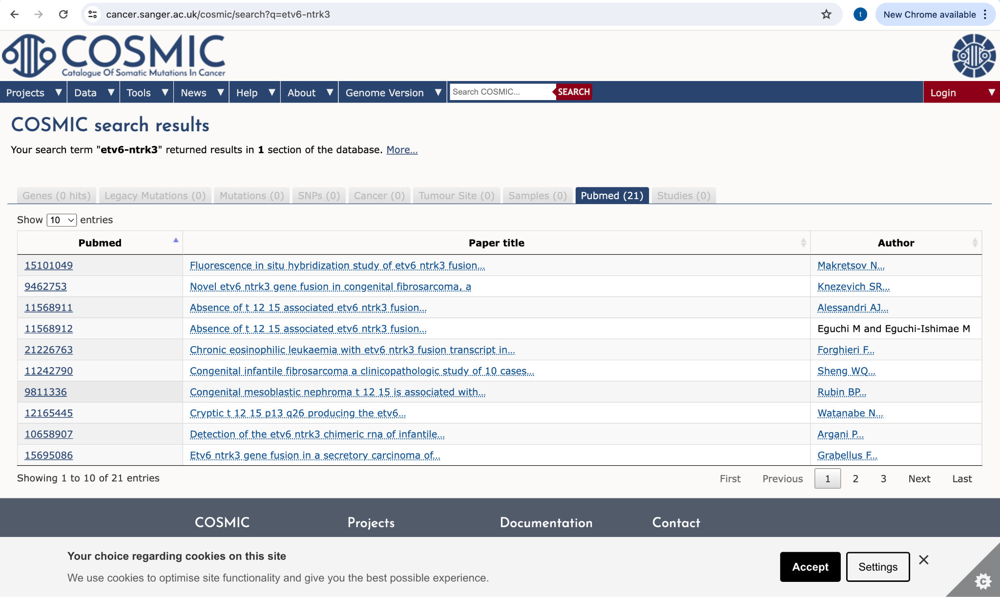 cancer.sanger.ac.uk/cosmic/search?q=etv6-ntrk3
t
New Chrome available
COSMIC
Catalogue Of Somatic Mutations In Cancer
Projects ▼ Data ▼ Tools ▼ News ▼ Help ▼ About ▼ Genome Version ▼ Search COSMIC... SEARCH Login ▼
COSMIC search results
Your search term "etv6-ntrk3" returned results in 1 section of the database. More...
Genes (0 hits) Legacy Mutations (0) Mutations (0) SNPs (0) Cancer (0) Tumour Site (0) Samples (0) Pubmed (21) Studies (0)
Show 10 entries
Pubmed Paper title Author
15101049 Fluorescence in situ hybridization study of etv6 ntrk3 fusion... Makretsov N...
9462753 Novel etv6 ntrk3 gene fusion in congenital fibrosarcoma, a Knezevich SR...
11568911 Absence of t 12 15 associated etv6 ntrk3 fusion... Alessandri AJ...
11568912 Absence of t 12 15 associated etv6 ntrk3 fusion... Eguchi M and Eguchi-Ishimae M
21226763 Chronic eosinophilic leukaemia with etv6 ntrk3 fusion transcript in... Forghieri F...
11242790 Congenital infantile fibrosarcoma a clinicopathologic study of 10 cases... Sheng WQ...
9811336 Congenital mesoblastic nephroma t 12 15 is associated with... Rubin BP...
12165445 Cryptic t 12 15 p13 q26 producing the etv6... Watanabe N...
10658907 Detection of the etv6 ntrk3 chimeric rna of infantile... Argani P...
15695086 Etv6 ntrk3 gene fusion in a secretory carcinoma of... Grabellus F...
Showing 1 to 10 of 21 entries First Previous 1 2 3 Next Last
COSMIC Projects Documentation Contact
Your choice regarding cookies on this site
We use cookies to optimise site functionality and give you the best possible experience.
Accept Settings
C